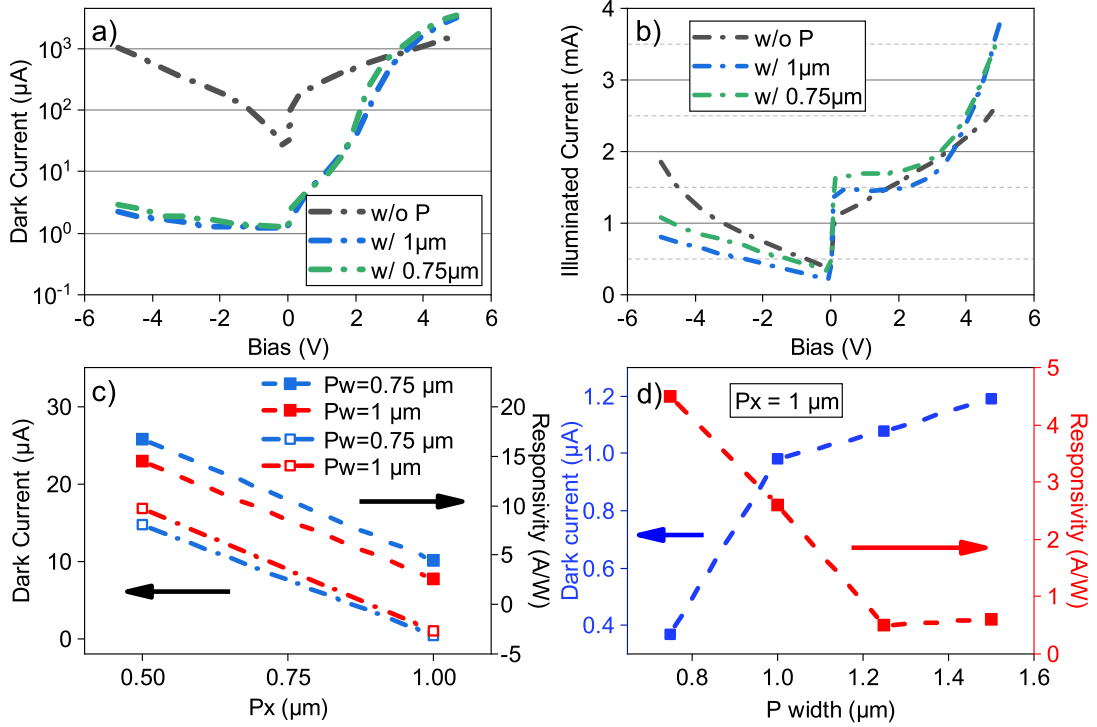 a)
Dark Current (µA)
10³
10²
10¹
10⁰
10⁻¹
w/o P
w/ 1µm
w/ 0.75µm
-6 -4 -2 0 2 4 6
Bias (V)
b)
Illuminated Current (mA)
4
3
2
1
0
w/o P
w/ 1µm
w/ 0.75µm
-6 -4 -2 0 2 4 6
Bias (V)
c)
Dark Current (µA)
30
20
10
0
Pw=0.75 µm
Pw=1 µm
Pw=0.75 µm
Pw=1 µm
20
15
10
5
0
-5
Responsivity (A/W)
0.50 0.75 1.00
Px (µm)
d)
Dark current (µA)
1.2
1.0
0.8
0.6
0.4
Px = 1 µm
5
4
3
2
1
0
Responsivity (A/W)
0.8 1.0 1.2 1.4 1.6
P width (µm)